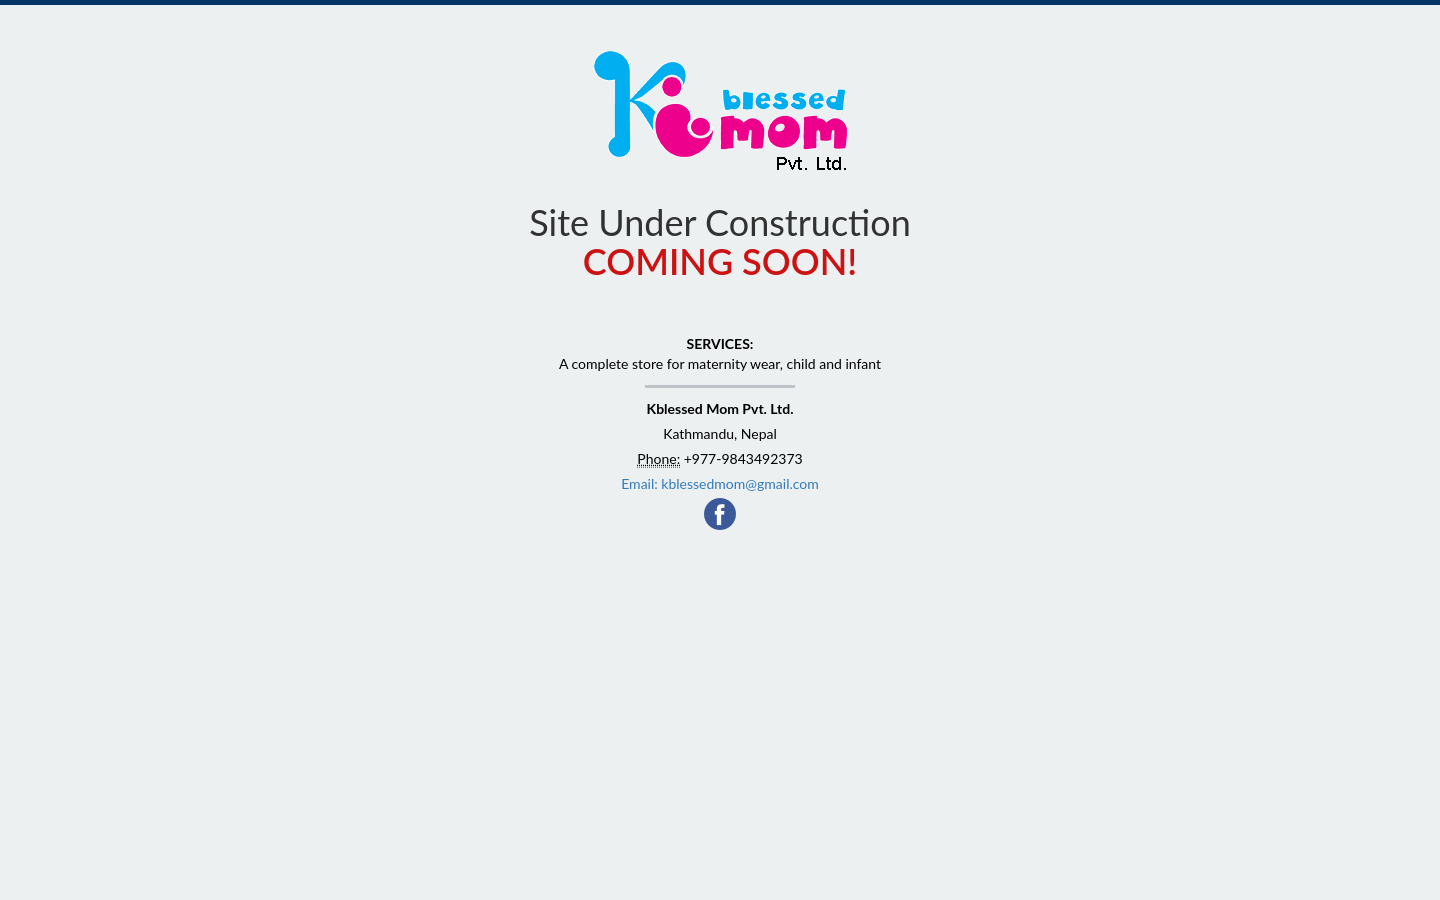 K blessed
mom
Pvt. Ltd.
Site Under Construction
COMING SOON!
SERVICES:
A complete store for maternity wear, child and infant
Kblessed Mom Pvt. Ltd.
Kathmandu, Nepal
Phone: +977-9843492373
Email: kblessedmom@gmail.com
f